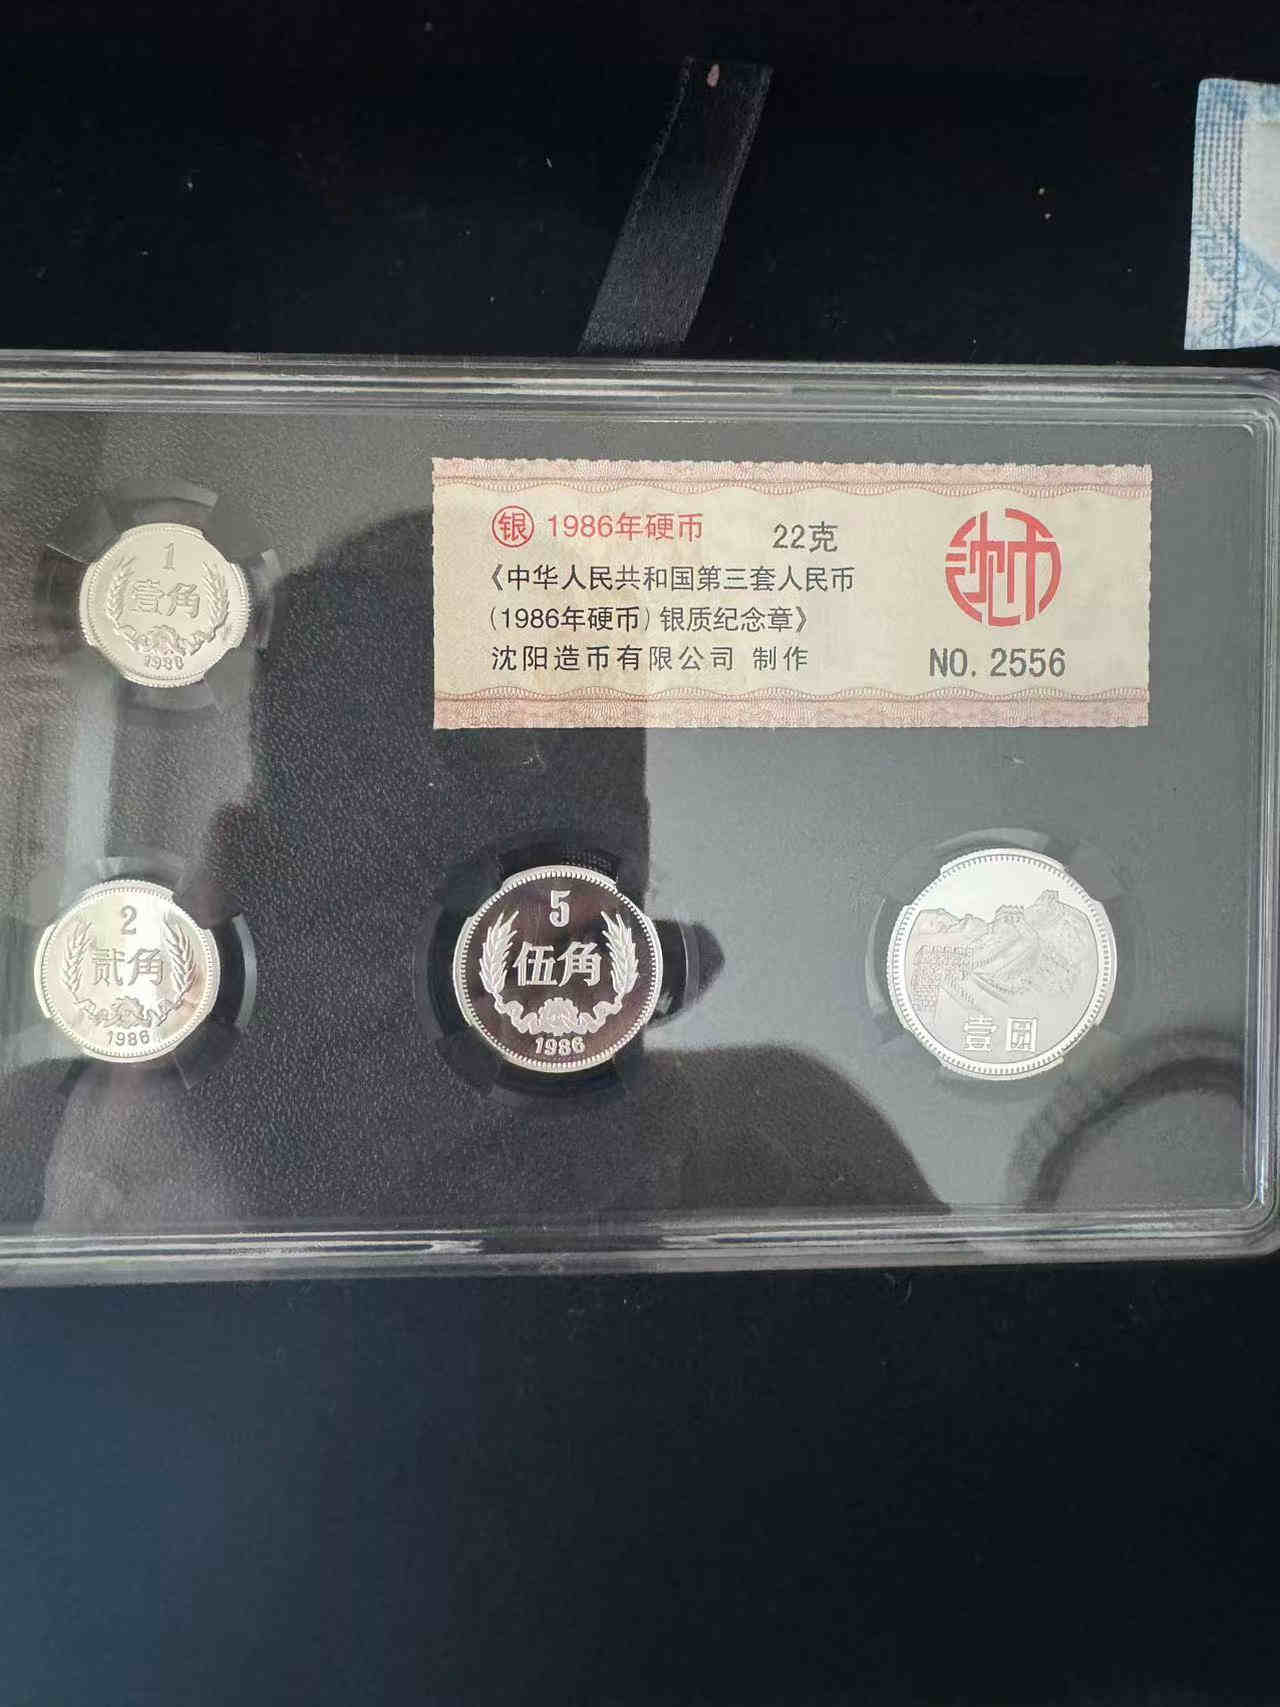 1
壹角
1986
银 1986年硬币 22克
《中华人民共和国第三套人民币
(1986年硬币)银质纪念章》
沈阳造币有限公司 制作
沈币
NO. 2556
2
贰角
1986
5
伍角
1986
壹圆